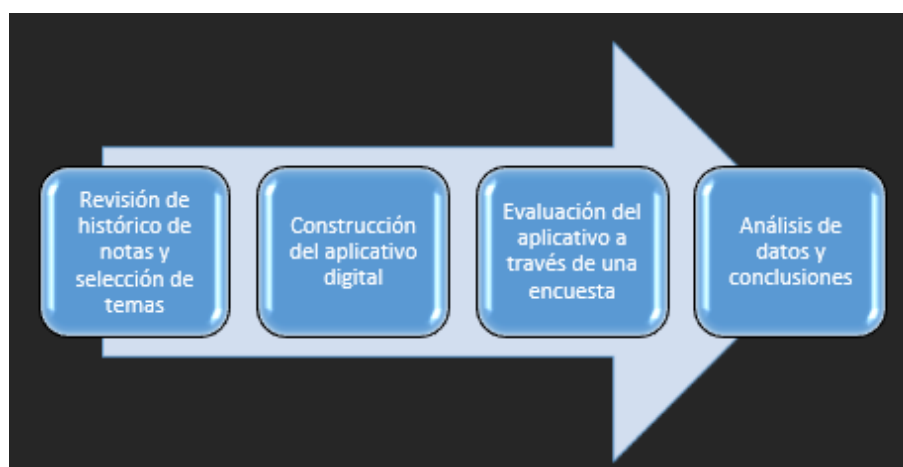 Revisión de
histórico de
notas y
selección de
temas
Construcción
del aplicativo
digital
Evaluación del
aplicativo a
través de una
encuesta
Análisis de
datos y
conclusiones